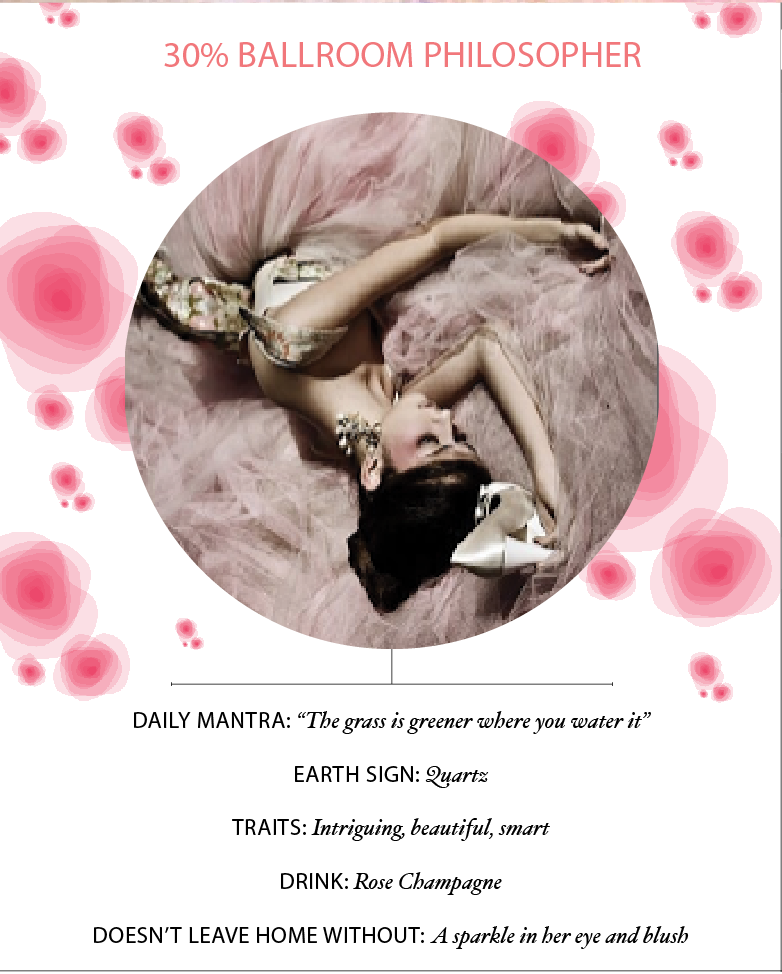 30% BALLROOM PHILOSOPHER
DAILY MANTRA: “The grass is greener where you water it”
EARTH SIGN: Quartz
TRAITS: Intriguing, beautiful, smart
DRINK: Rose Champagne
DOESN’T LEAVE HOME WITHOUT: A sparkle in her eye and blush